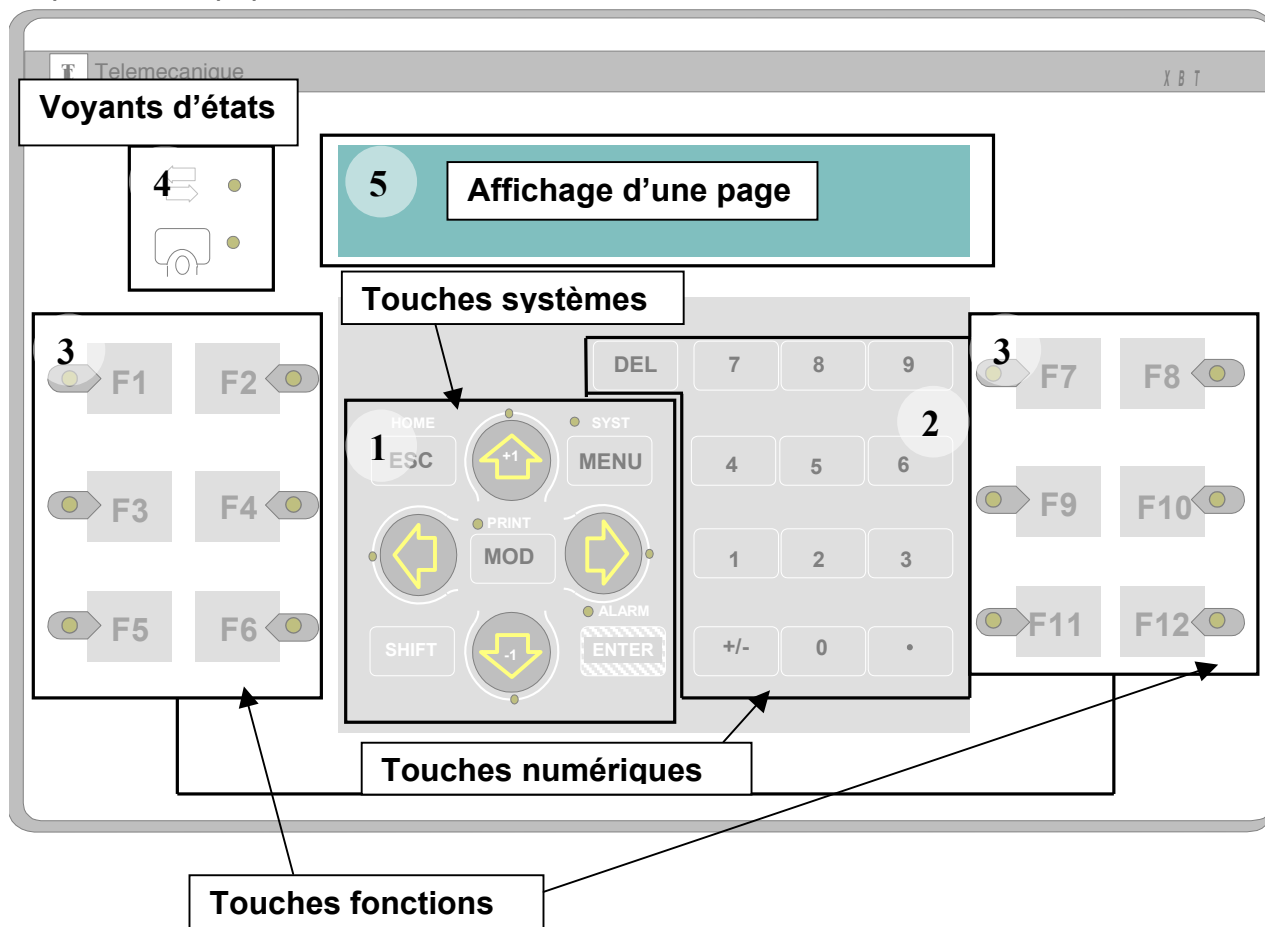 Telemecanique
XBT
Voyants d'états
4
5
Affichage d'une page
Touches systèmes
3
F1
F2
F3
F4
F5
F6
1
HOME
ESC
+1
SYST
MENU
PRINT
MOD
ALARM
SHIFT
-1
ENTER
2
DEL
7
8
9
4
5
6
1
2
3
+/-
0
•
3
F7
F8
F9
F10
F11
F12
Touches numériques
Touches fonctions